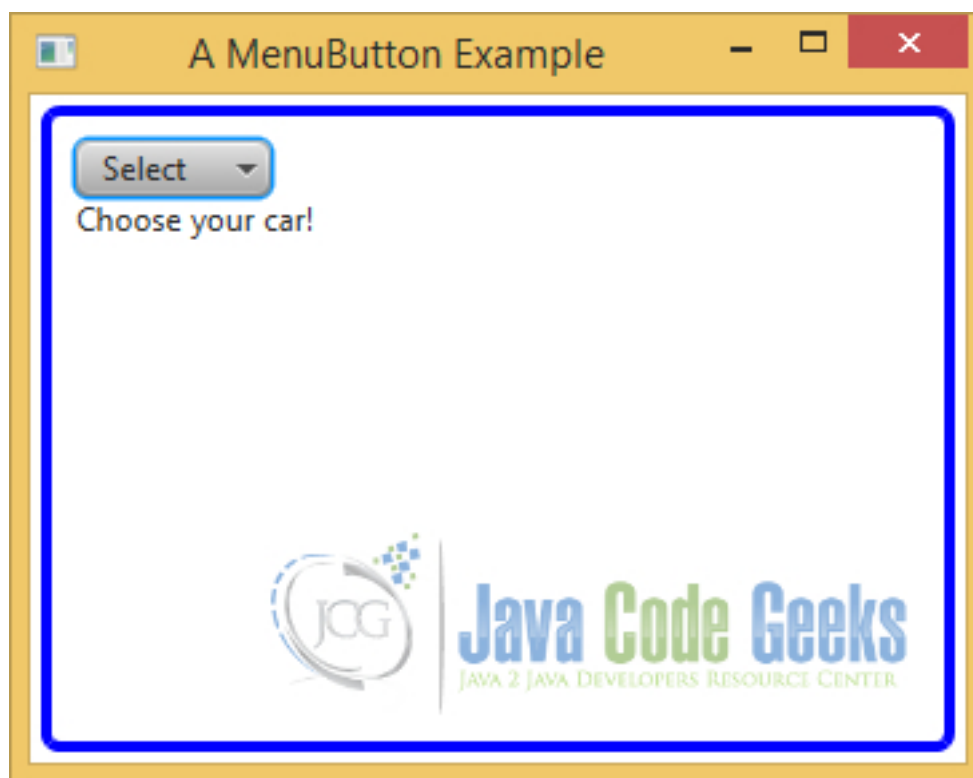 A MenuButton Example
Select
Choose your car!
JCG
Java Code Geeks
JAVA 2 JAVA DEVELOPERS RESOURCE CENTER